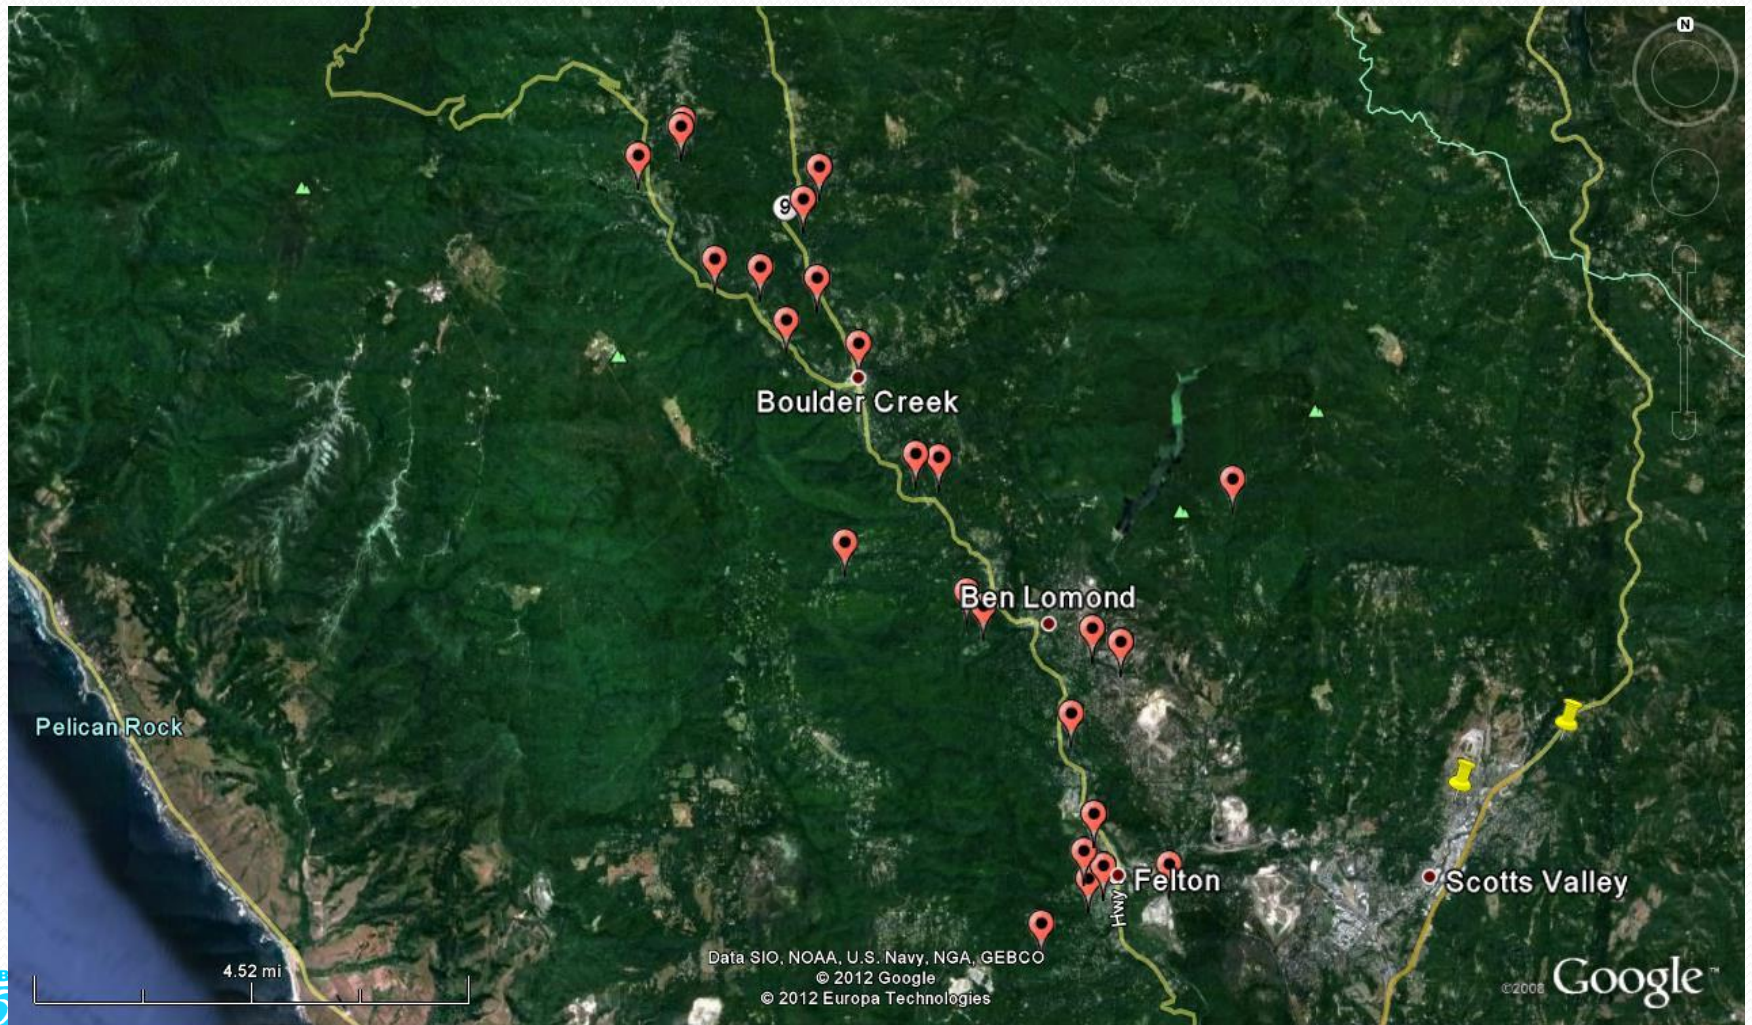 N
9
Boulder Creek
Ben Lomond
Pelican Rock
Felton
Scotts Valley
Hwy
4.52 mi
Data SIO, NOAA, U.S. Navy, NGA, GEBCO
© 2012 Google
© 2012 Europa Technologies
©2008 Google™